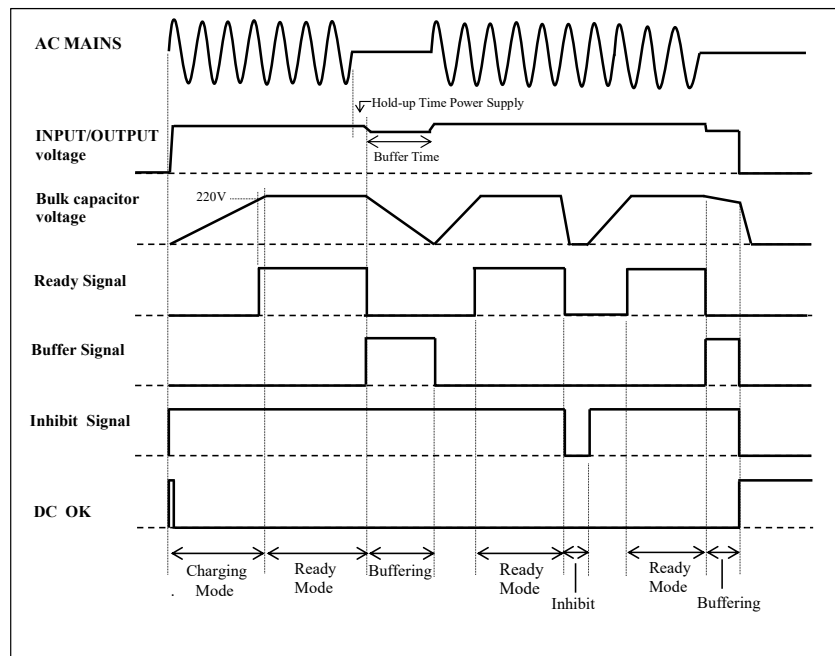 AC MAINS
Hold-up Time Power Supply
INPUT/OUTPUT
voltage
Buffer Time
Bulk capacitor
voltage
220V
Ready Signal
Buffer Signal
Inhibit Signal
DC OK
Charging
Mode
Ready
Mode
Buffering
Ready
Mode
Inhibit
Ready
Mode
Buffering
.